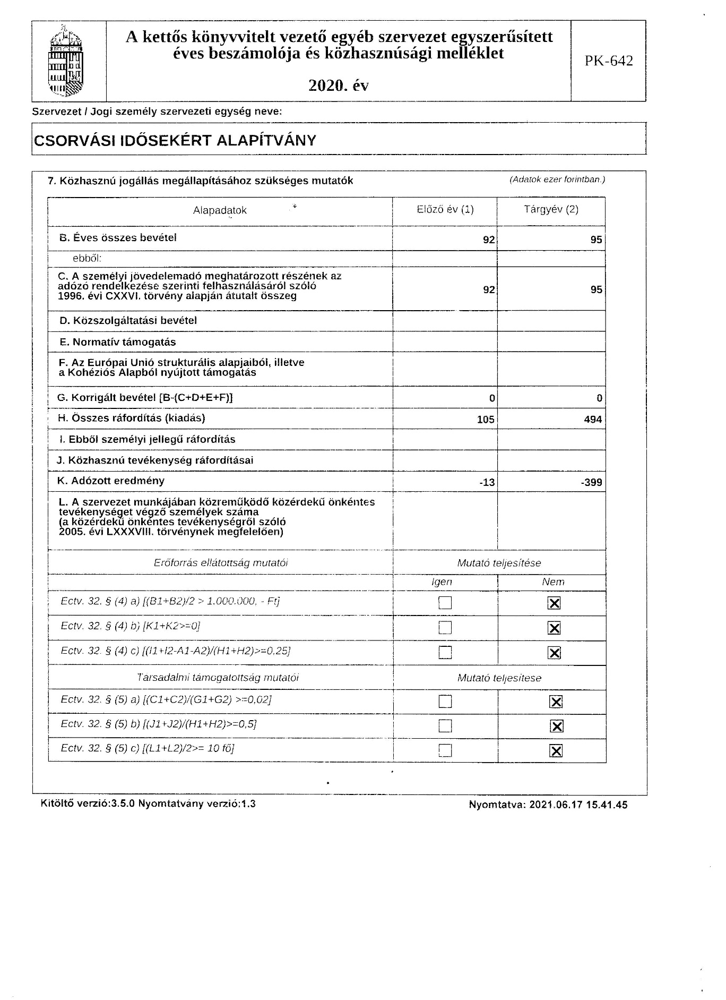 A kettős könyvvitelt vezető egyéb szervezet egyszerűsített
éves beszámolója és közhasznúsági melléklet
2020. év
PK-642
Szervezet / Jogi személy szervezeti egység neve:
CSORVÁSI IDŐSEKÉRT ALAPÍTVÁNY
7. Közhasznú jogállás megállapításához szükséges mutatók (Adatok ezer forintban.)
Alapadatok Előző év (1) Tárgyév (2)
B. Éves összes bevétel 92 95
ebből:
C. A személyi jövedelemadó meghatározott részének az
adózó rendelkezése szerinti felhasználásáról szóló
1996. évi CXXVI. törvény alapján átutalt összeg 92 95
D. Közszolgáltatási bevétel
E. Normatív támogatás
F. Az Európai Unió strukturális alapjaiból, illetve
a Kohéziós Alapból nyújtott támogatás
G. Korrigált bevétel [B-(C+D+E+F)] 0 0
H. Összes ráfordítás (kiadás) 105 494
I. Ebből személyi jellegű ráfordítás
J. Közhasznú tevékenység ráfordításai
K. Adózott eredmény -13 -399
L. A szervezet munkájában közreműködő közérdekű önkéntes
tevékenységet végző személyek száma
(a közérdekű önkéntes tevékenységről szóló
2005. évi LXXXVIII. törvénynek megfelelően)
Erőforrás ellátottság mutatói Mutató teljesítése
Igen Nem
Ectv. 32. § (4) a) [(B1+B2)/2 > 1.000.000, - Ft]
Ectv. 32. § (4) b) [K1+K2>=0]
Ectv. 32. § (4) c) [(I1+I2-A1-A2)/(H1+H2)>=0,25]
Társadalmi támogatottság mutatói Mutató teljesítese
Ectv. 32. § (5) a) [(C1+C2)/(G1+G2) >=0,02]
Ectv. 32. § (5) b) [(J1+J2)/(H1+H2)>=0,5]
Ectv. 32. § (5) c) [(L1+L2)/2>= 10 fő]
Kitöltő verzió:3.5.0 Nyomtatvány verzió:1.3 Nyomtatva: 2021.06.17 15.41.45